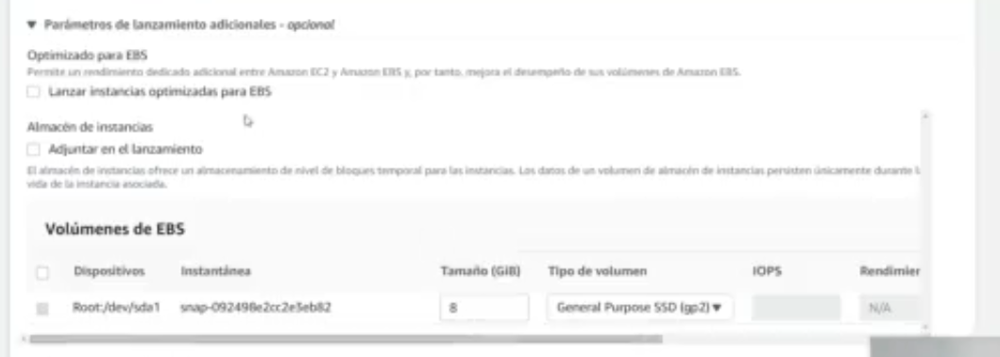 ▼ Parámetros de lanzamiento adicionales - opcional
Optimizado para EBS
Permite un rendimiento dedicado adicional entre Amazon EC2 y Amazon EBS y, por tanto, mejora el desempeño de sus volúmenes de Amazon EBS.
Lanzar instancias optimizadas para EBS
Almacén de instancias
Adjuntar en el lanzamiento
El almacén de instancias ofrece un almacenamiento de nivel de bloques temporal para las instancias. Los datos de un volumen de almacén de instancias persisten únicamente durante l
vida de la instancia asociada.
Volúmenes de EBS
Dispositivos Instantánea Tamaño (GiB) Tipo de volumen IOPS Rendimier
Root:/dev/sda1 snap-092498e2cc2e3eb82 8 General Purpose SSD (gp2) ▼ N/A